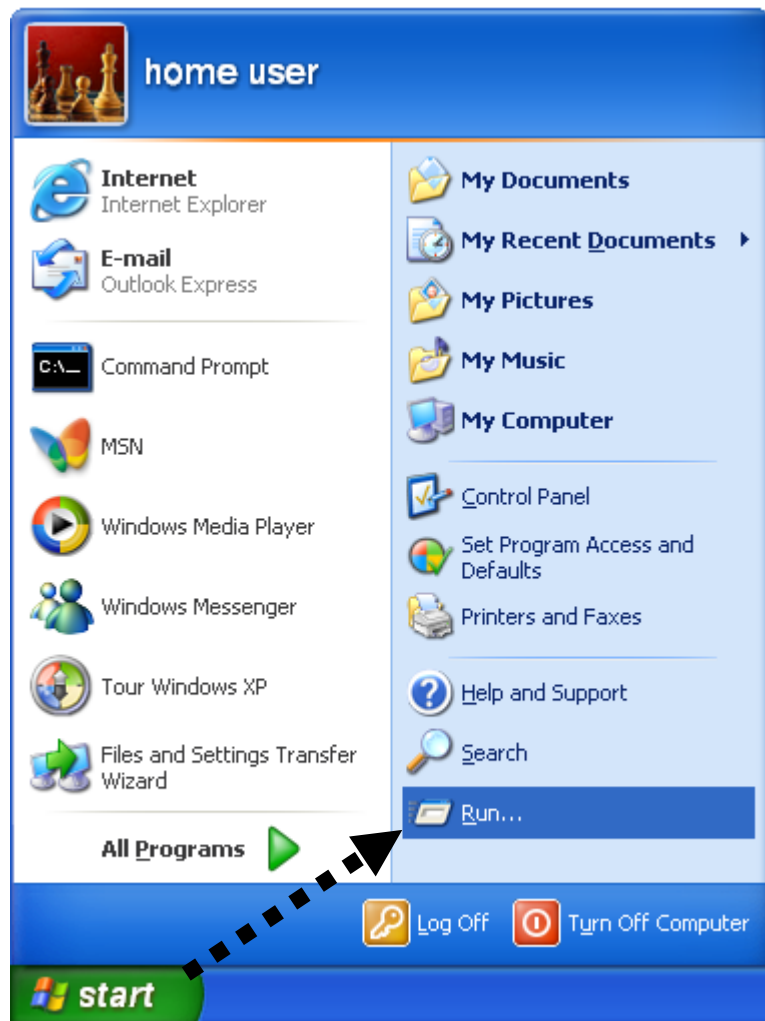 home user
Internet
Internet Explorer
E-mail
Outlook Express
C:\_
Command Prompt
MSN
Windows Media Player
Windows Messenger
Tour Windows XP
Files and Settings Transfer
Wizard
All Programs
My Documents
My Recent Documents
My Pictures
My Music
My Computer
Control Panel
Set Program Access and
Defaults
Printers and Faxes
Help and Support
Search
Run...
Log Off
Turn Off Computer
start